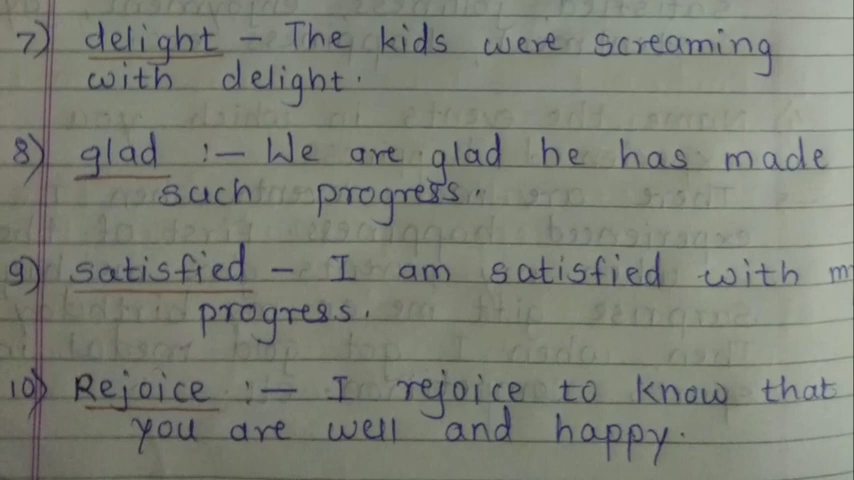 7) delight - The kids were screaming
with delight.
8) glad :- We are glad he has made
such progress.
9) satisfied - I am satisfied with m
progress.
10) Rejoice :- I rejoice to know that
you are well and happy.